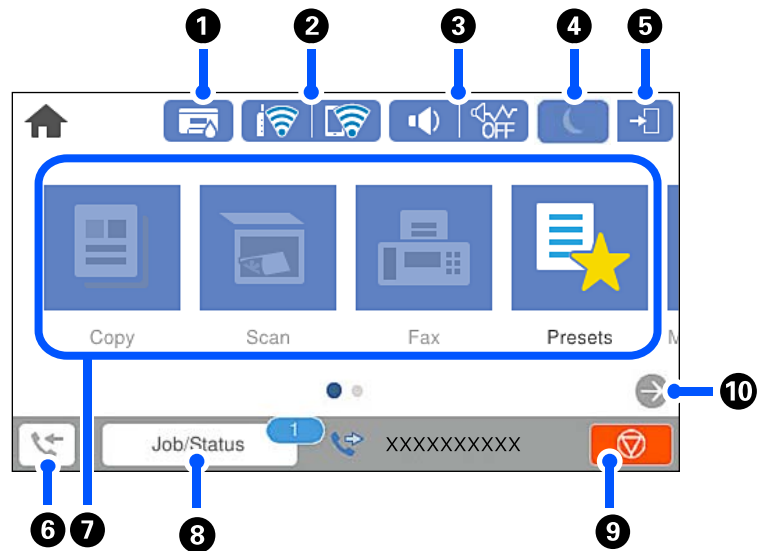 1 2 3 4 5
OFF
Copy Scan Fax Presets M
10
Job/Status 1 XXXXXXXXXX
6 7 8 9